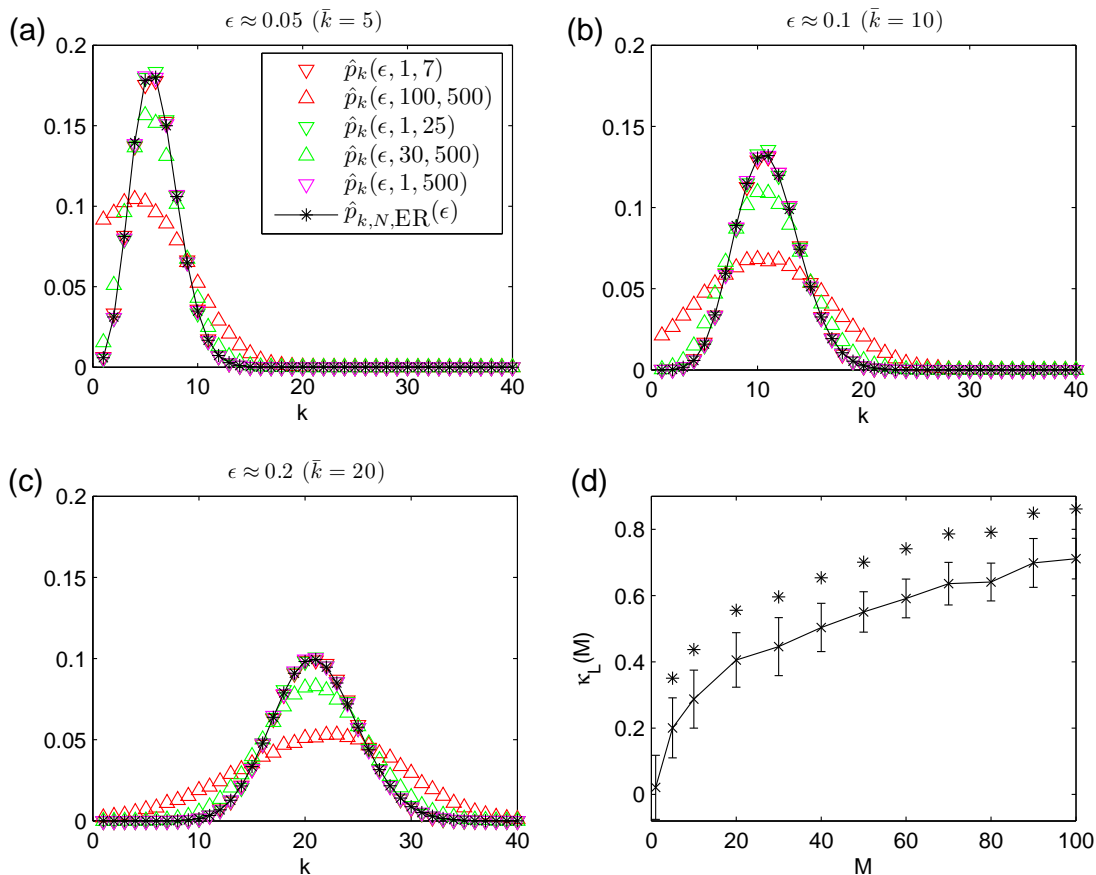 (a)
ϵ ≈ 0.05 (k̄ = 5)
0.2
0.15
0.1
0.05
0
0 10 20 30 40
k
p̂ₖ(ϵ, 1, 7)
p̂ₖ(ϵ, 100, 500)
p̂ₖ(ϵ, 1, 25)
p̂ₖ(ϵ, 30, 500)
p̂ₖ(ϵ, 1, 500)
p̂ₖ,N,ER(ϵ)
(b)
ϵ ≈ 0.1 (k̄ = 10)
0.2
0.15
0.1
0.05
0
0 10 20 30 40
k
(c)
ϵ ≈ 0.2 (k̄ = 20)
0.2
0.15
0.1
0.05
0
0 10 20 30 40
k
(d)
κL(M)
0.8
0.6
0.4
0.2
0
0 20 40 60 80 100
M